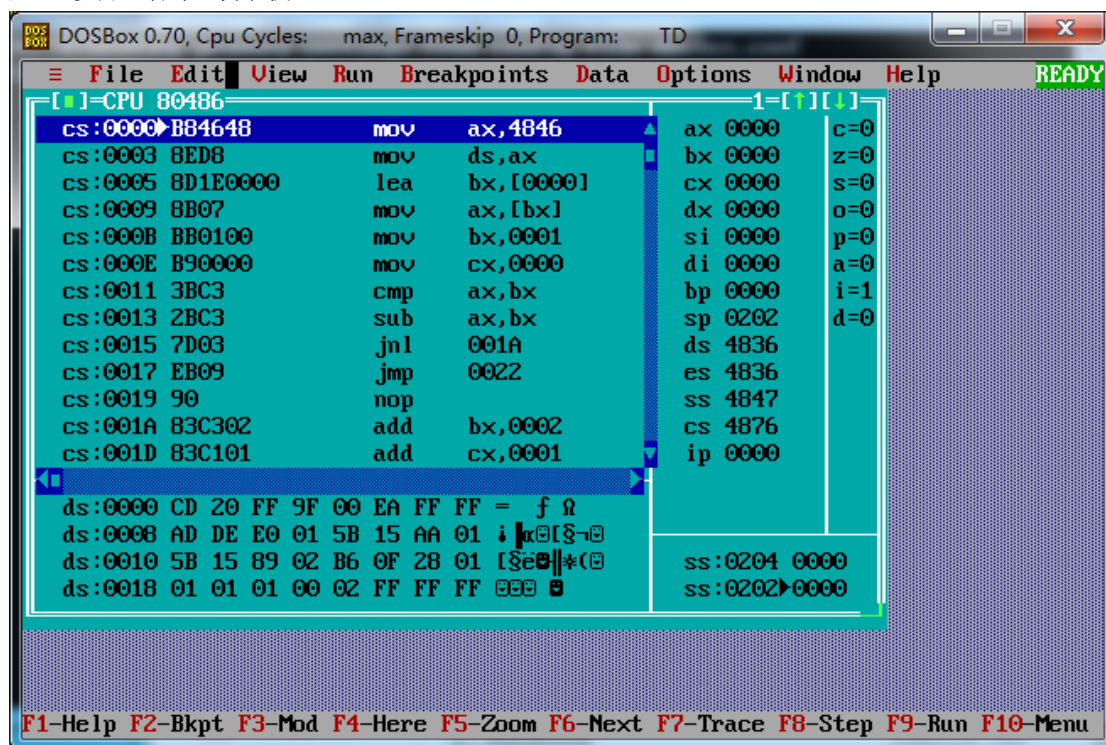 DOSBox 0.70, Cpu Cycles: max, Frameskip 0, Program: TD
≡ File Edit View Run Breakpoints Data Options Window Help READY
[■]=CPU 80486 1=[↑][↓]
cs:0000►B84648 mov ax,4846 ax 0000 c=0
cs:0003 8ED8 mov ds,ax bx 0000 z=0
cs:0005 8D1E0000 lea bx,[0000] cx 0000 s=0
cs:0009 8B07 mov ax,[bx] dx 0000 o=0
cs:000B BB0100 mov bx,0001 si 0000 p=0
cs:000E B90000 mov cx,0000 di 0000 a=0
cs:0011 3BC3 cmp ax,bx bp 0000 i=1
cs:0013 2BC3 sub ax,bx sp 0202 d=0
cs:0015 7D03 jnl 001A ds 4836
cs:0017 EB09 jmp 0022 es 4836
cs:0019 90 nop ss 4847
cs:001A 83C302 add bx,0002 cs 4876
cs:001D 83C101 add cx,0001 ip 0000
ds:0000 CD 20 FF 9F 00 EA FF FF = ƒ Ω
ds:0008 AD DE E0 01 5B 15 AA 01
ds:0010 5B 15 89 02 B6 0F 28 01 ss:0204 0000
ds:0018 01 01 01 00 02 FF FF FF ss:0202►0000
F1-Help F2-Bkpt F3-Mod F4-Here F5-Zoom F6-Next F7-Trace F8-Step F9-Run F10-Menu